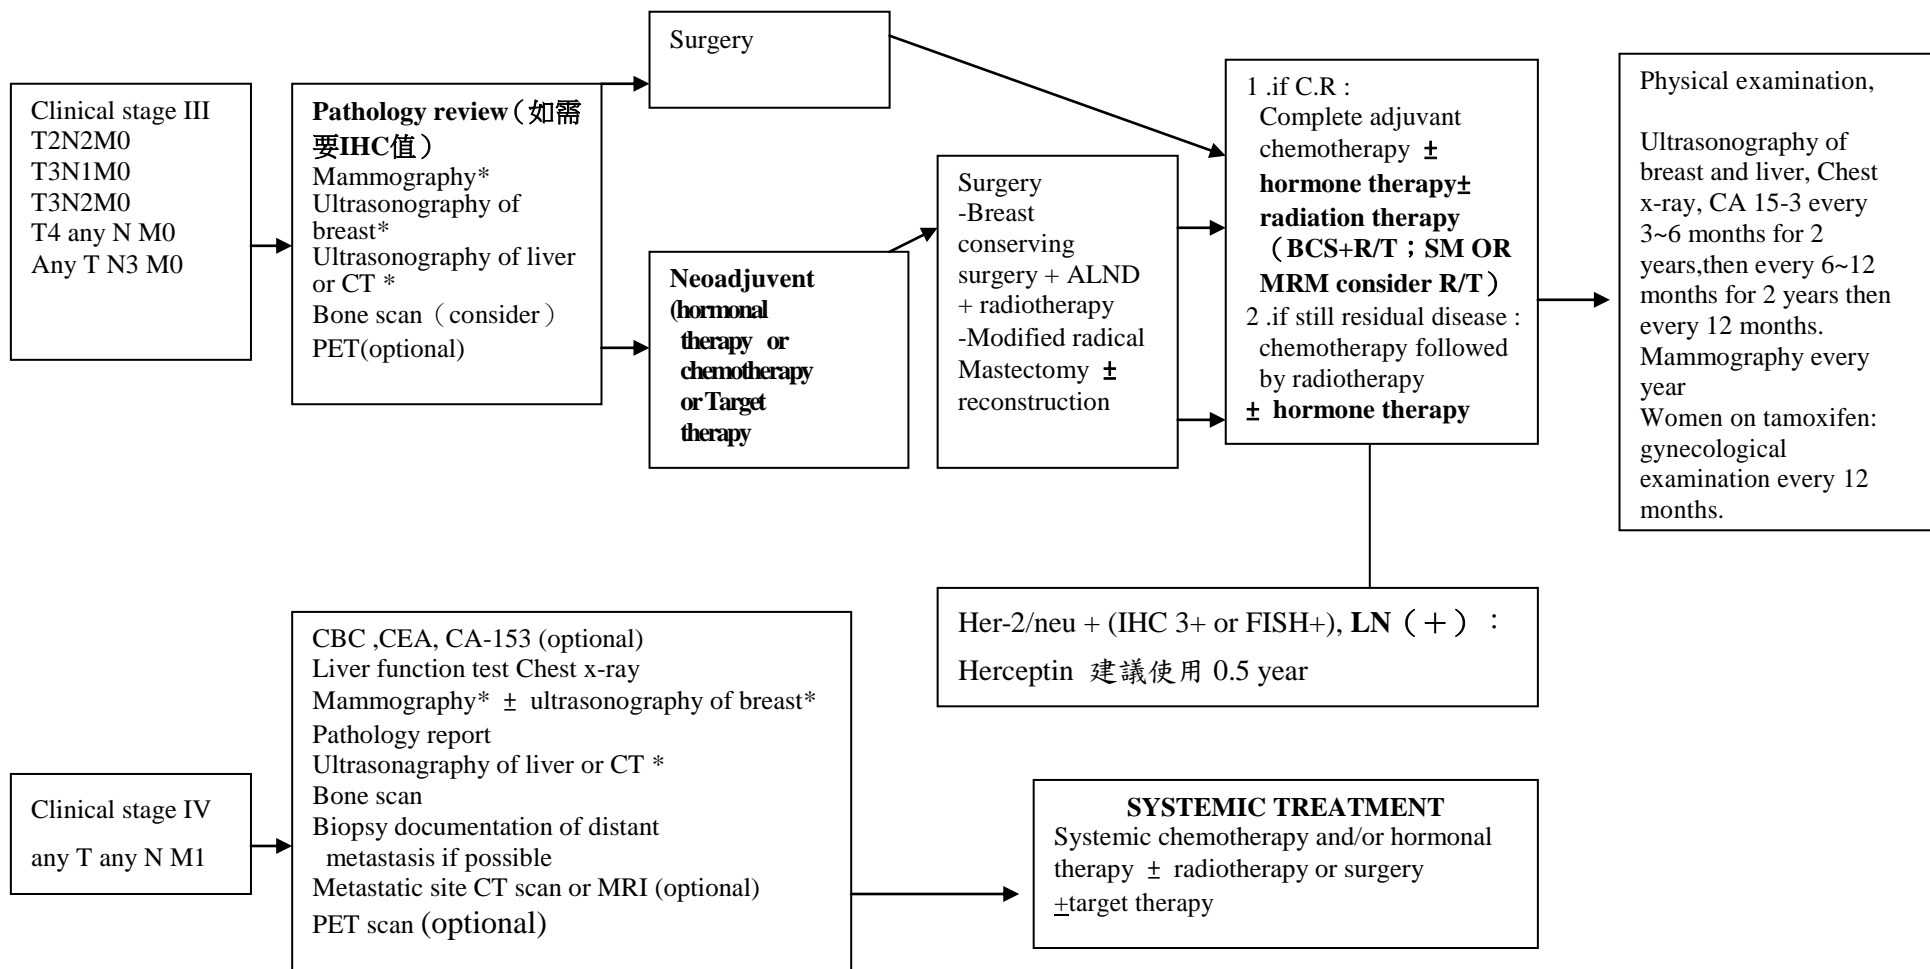 Clinical stage III
T2N2M0
T3N1M0
T3N2M0
T4 any N M0
Any T N3 M0
Pathology review（如需
要IHC值）
Mammography*
Ultrasonography of
breast*
Ultrasonography of liver
or CT *
Bone scan（consider）
PET(optional)
Surgery
Neoadjuvent
(hormonal
therapy or
chemotherapy
or Target
therapy
Surgery
-Breast
conserving
surgery + ALND
+ radiotherapy
-Modified radical
Mastectomy ±
reconstruction
1 .if C.R :
Complete adjuvant
chemotherapy ±
hormone therapy±
radiation therapy
（BCS+R/T；SM OR
MRM consider R/T）
2 .if still residual disease :
chemotherapy followed
by radiotherapy
± hormone therapy
Physical examination,
Ultrasonography of
breast and liver, Chest
x-ray, CA 15-3 every
3~6 months for 2
years,then every 6~12
months for 2 years then
every 12 months.
Mammography every
year
Women on tamoxifen:
gynecological
examination every 12
months.
Her-2/neu + (IHC 3+ or FISH+), LN（＋）：
Herceptin 建議使用 0.5 year
Clinical stage IV
any T any N M1
CBC ,CEA, CA-153 (optional)
Liver function test Chest x-ray
Mammography* ± ultrasonography of breast*
Pathology report
Ultrasonagraphy of liver or CT *
Bone scan
Biopsy documentation of distant
metastasis if possible
Metastatic site CT scan or MRI (optional)
PET scan (optional)
SYSTEMIC TREATMENT
Systemic chemotherapy and/or hormonal
therapy ± radiotherapy or surgery
±target therapy